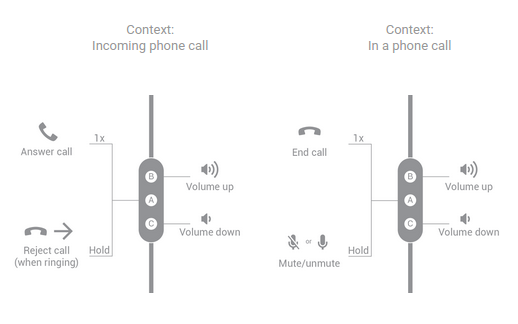 Context:
Incoming phone call
1x
Answer call
B
Volume up
A
C
Volume down
Hold
Reject call
(when ringing)
Context:
In a phone call
1x
End call
B
Volume up
A
C
Volume down
or
Hold
Mute/unmute